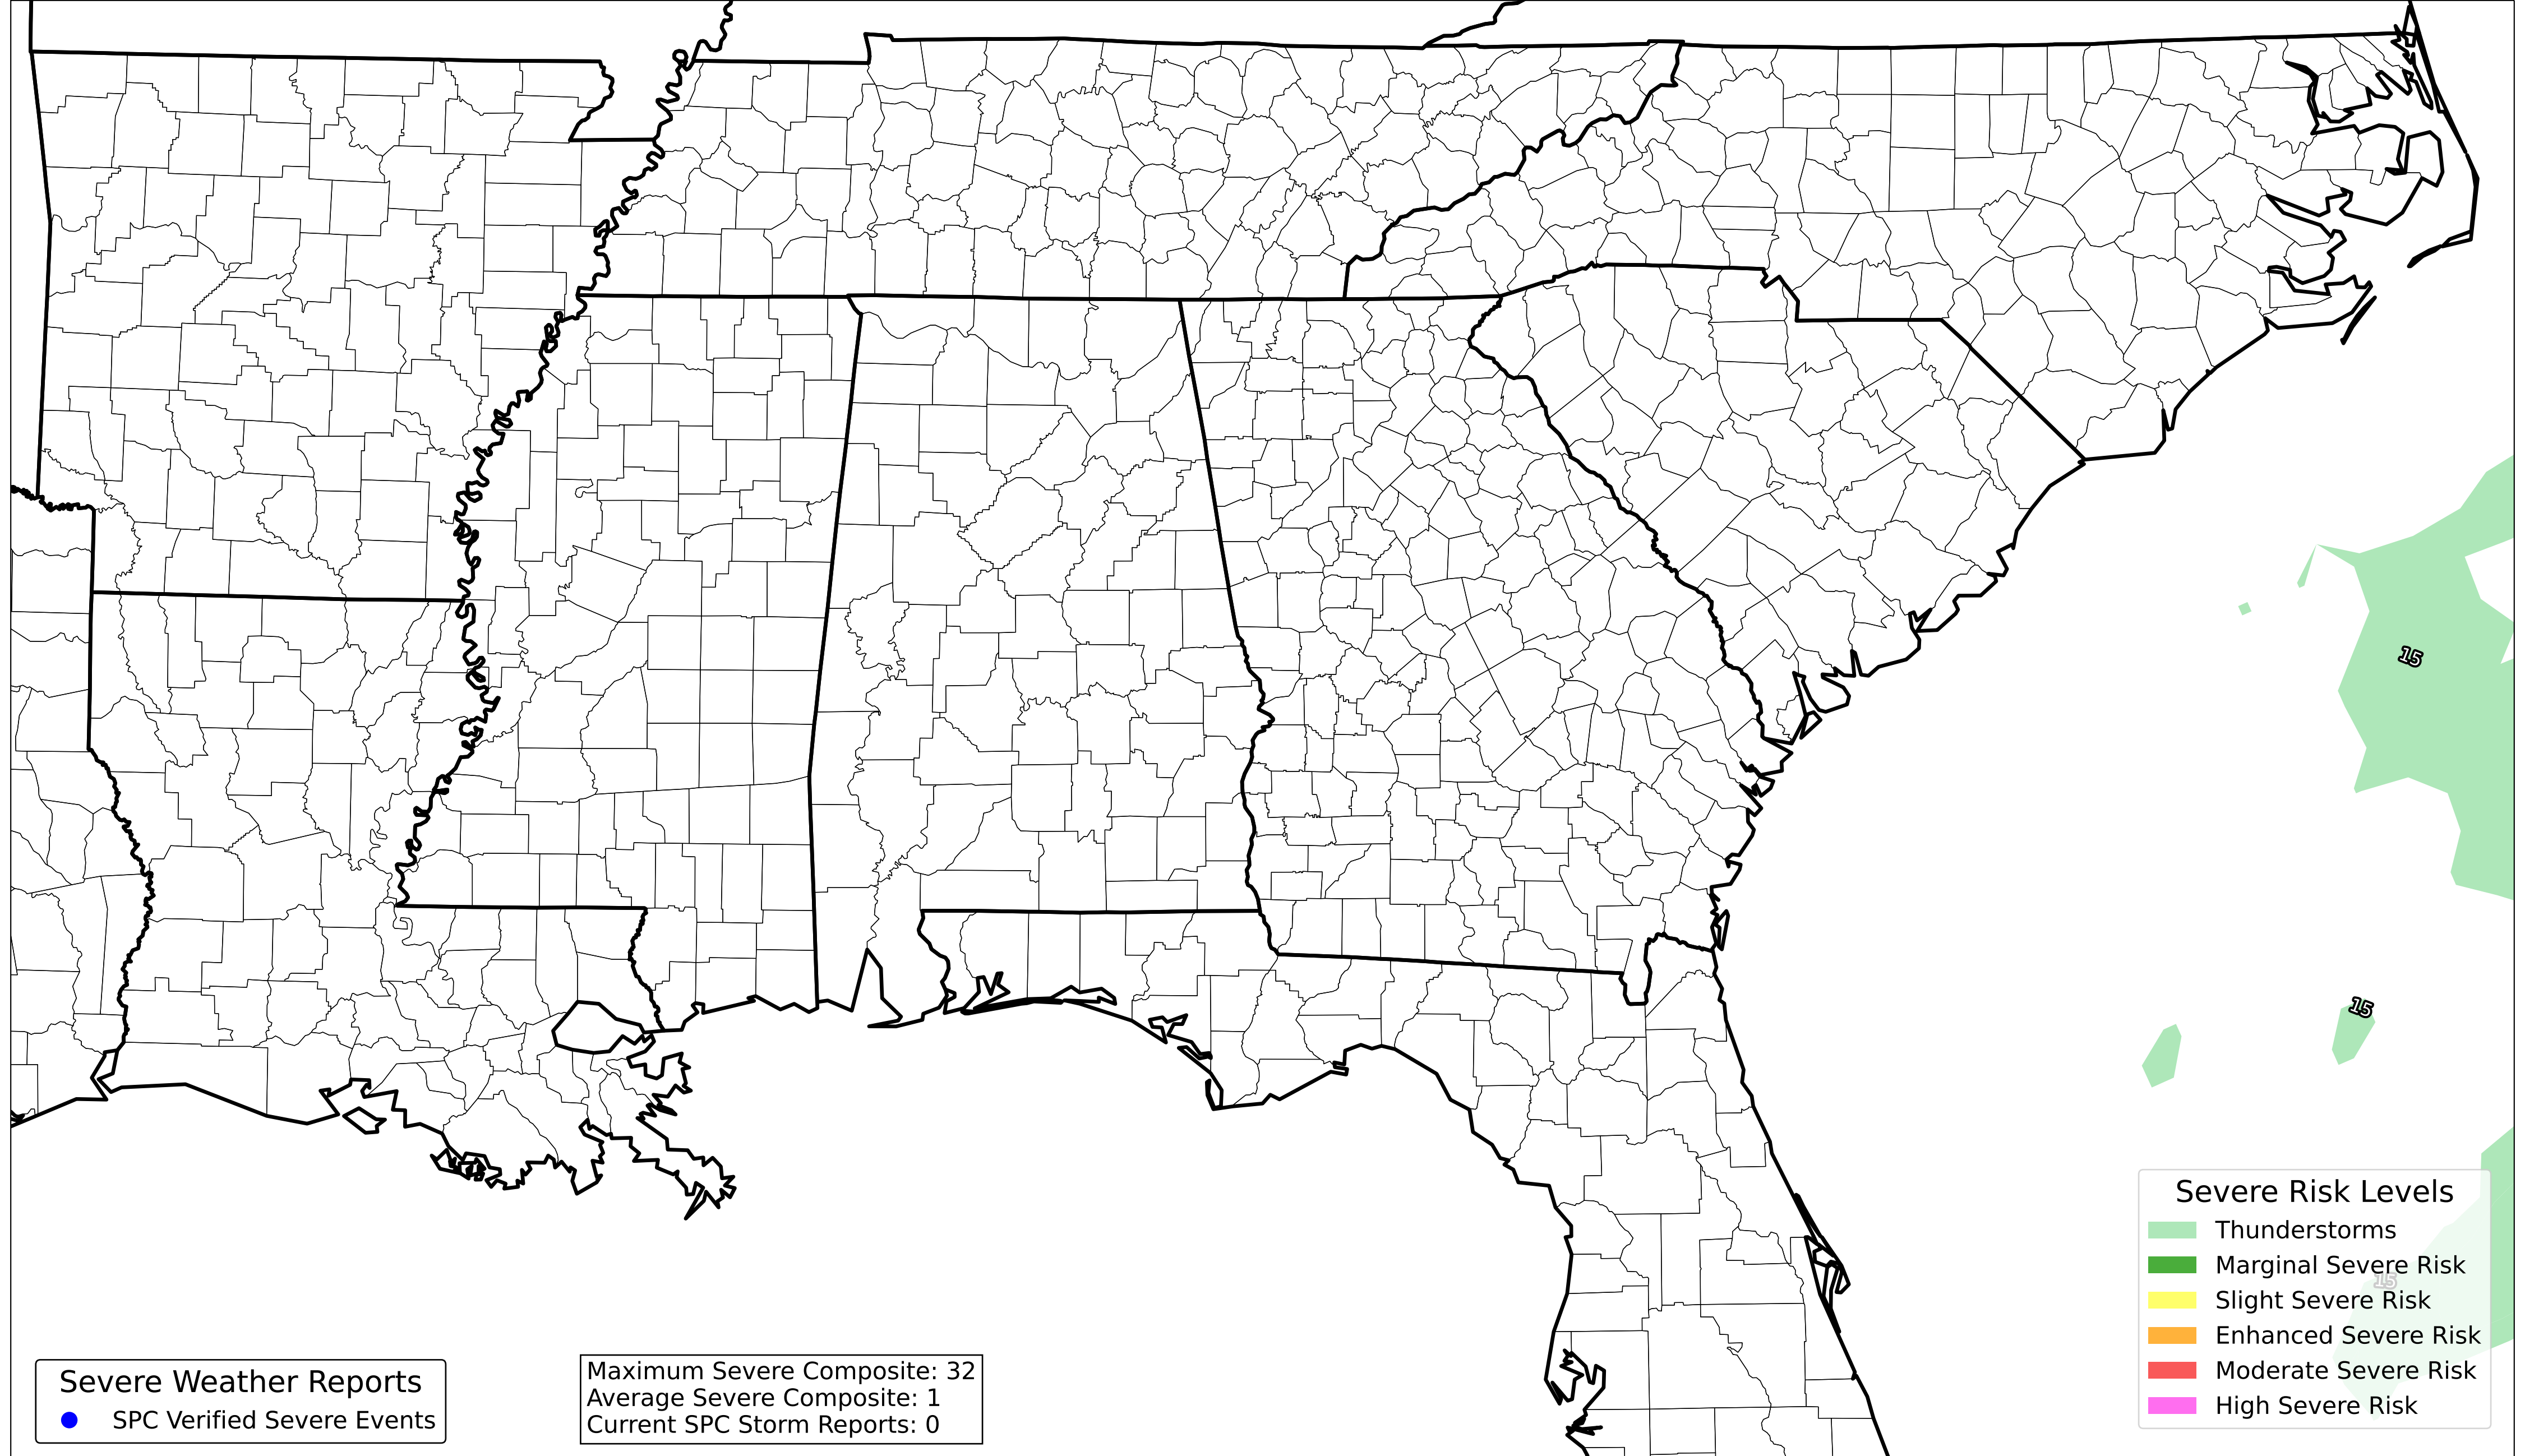 15
15
Severe Risk Levels
Thunderstorms
Marginal Severe Risk
15
Slight Severe Risk
Enhanced Severe Risk
Moderate Severe Risk
High Severe Risk
Severe Weather Reports
SPC Verified Severe Events
Maximum Severe Composite: 32
Average Severe Composite: 1
Current SPC Storm Reports: 0